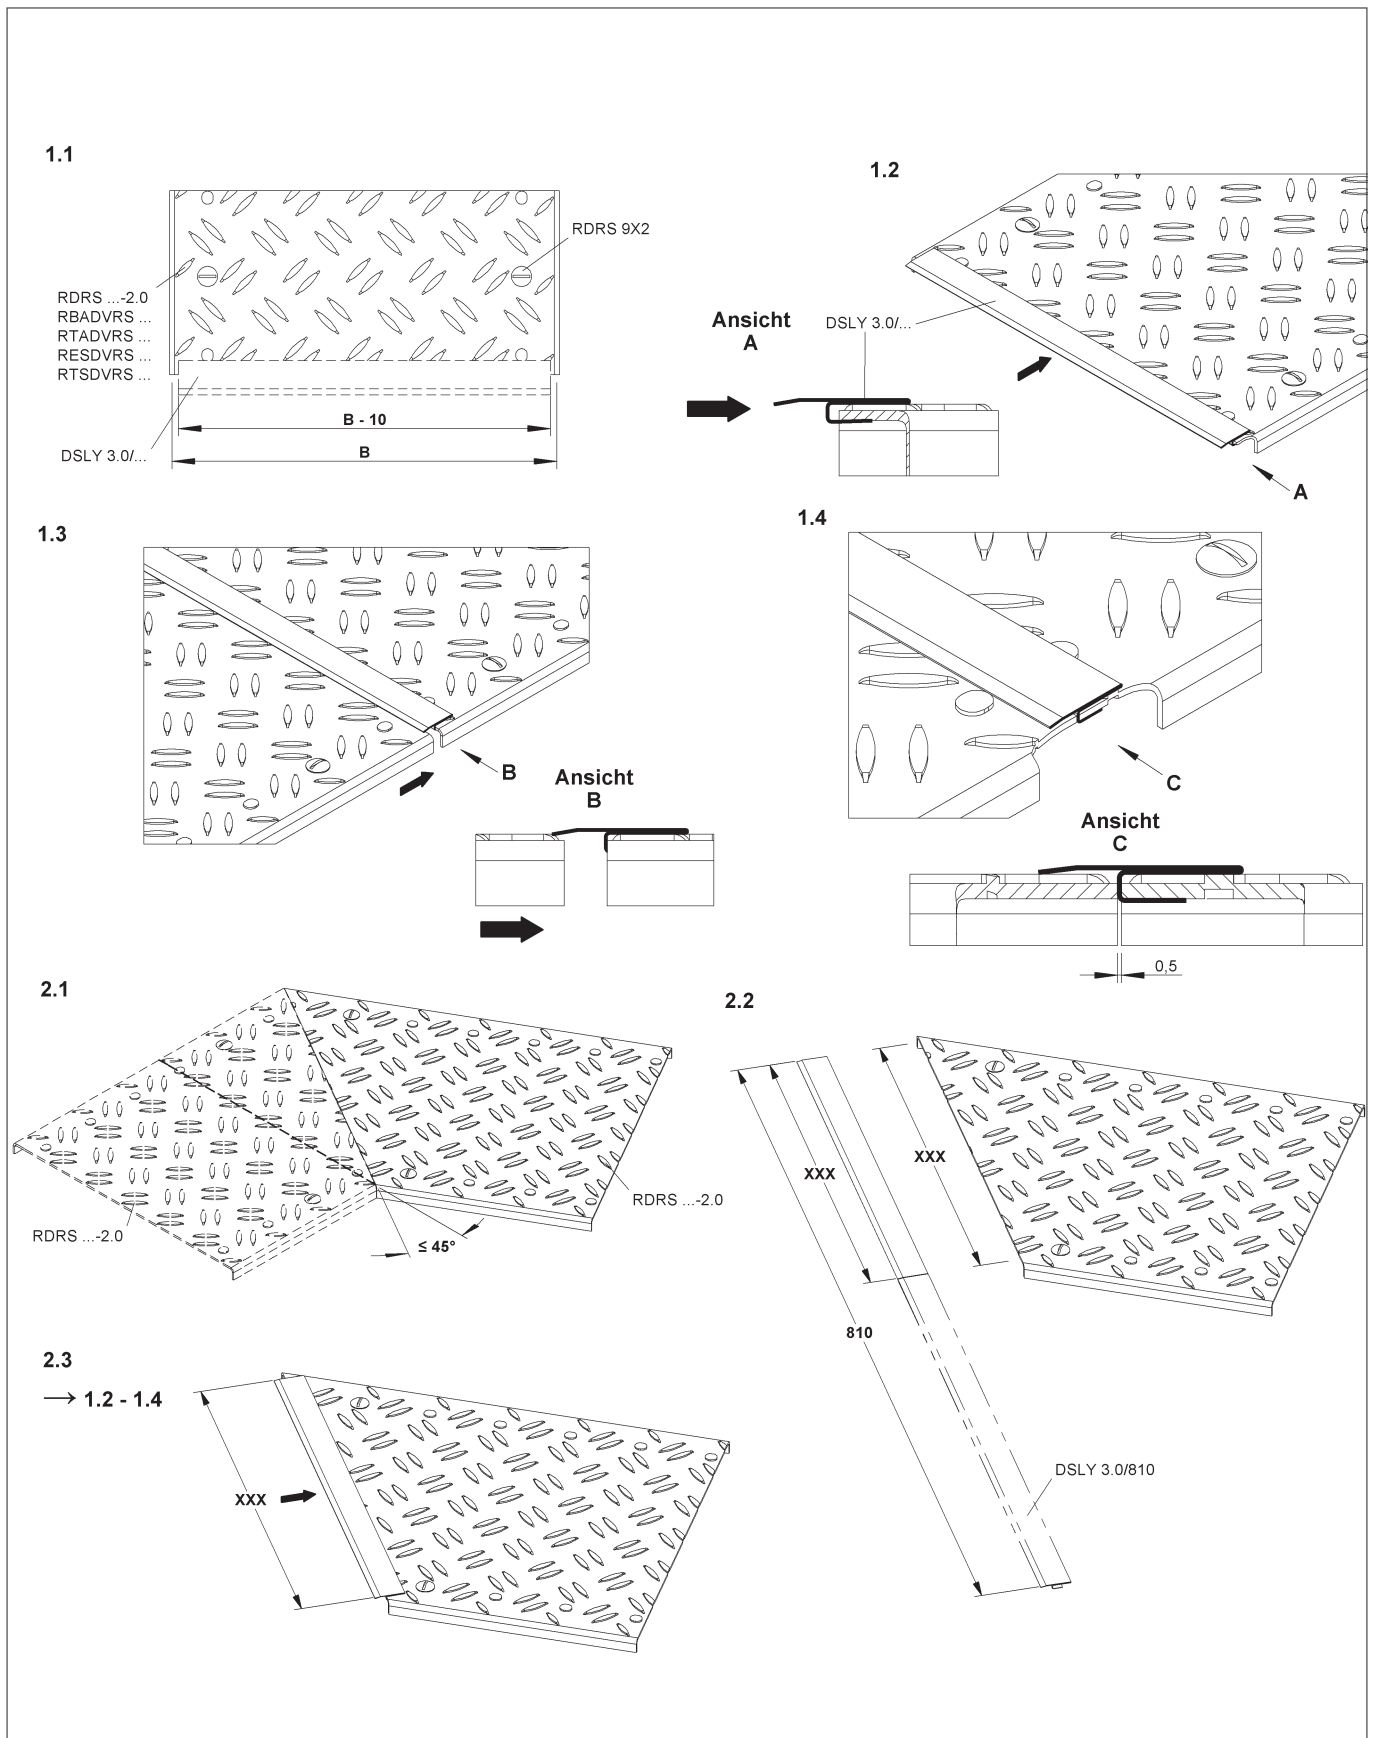 1.1
RDRS 9X2
RDRS ...-2.0
RBADVRS ...
RTADVRS ...
RESDVRS ...
RTSDVRS ...
B - 10
B
DSLY 3.0/...
1.2
Ansicht
A
DSLY 3.0/...
A
1.3
B
Ansicht
B
1.4
C
Ansicht
C
0,5
2.1
RDRS ...-2.0
RDRS ...-2.0
≤ 45°
2.2
XXX
XXX
810
DSLY 3.0/810
2.3
→ 1.2 - 1.4
XXX